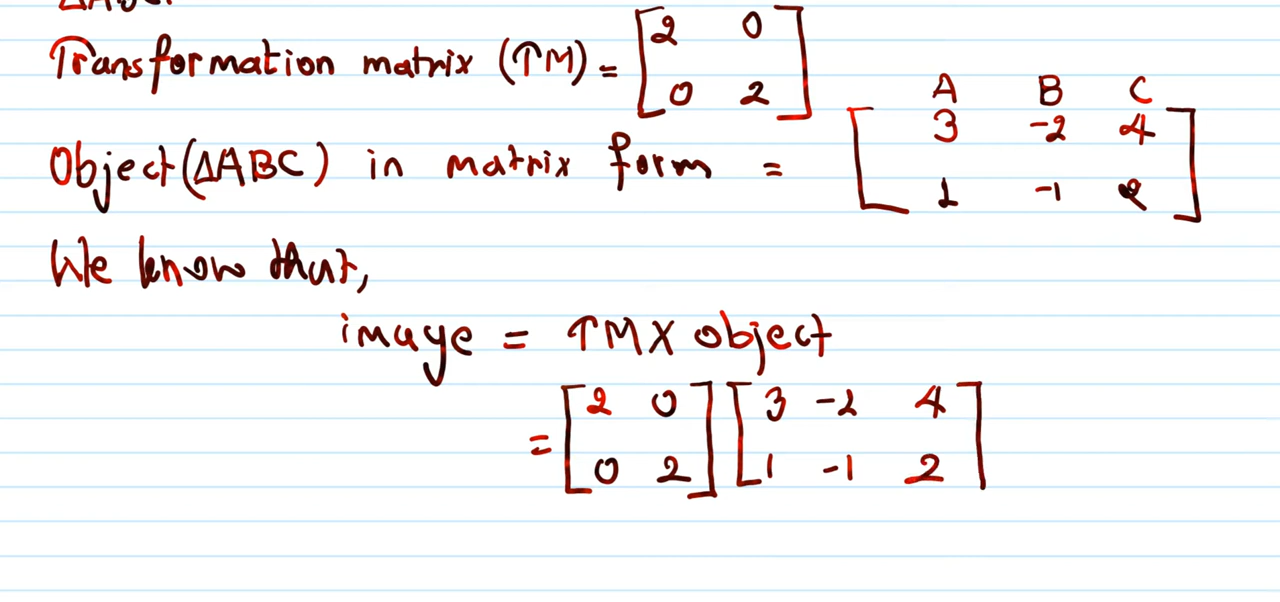 Transformation matrix (TM) = [2 0
0 2]
A B C
Object (ΔABC) in matrix form = [3 -2 4
1 -1 2]
We know that,
image = TM X object
= [2 0 [3 -2 4
0 2] 1 -1 2]